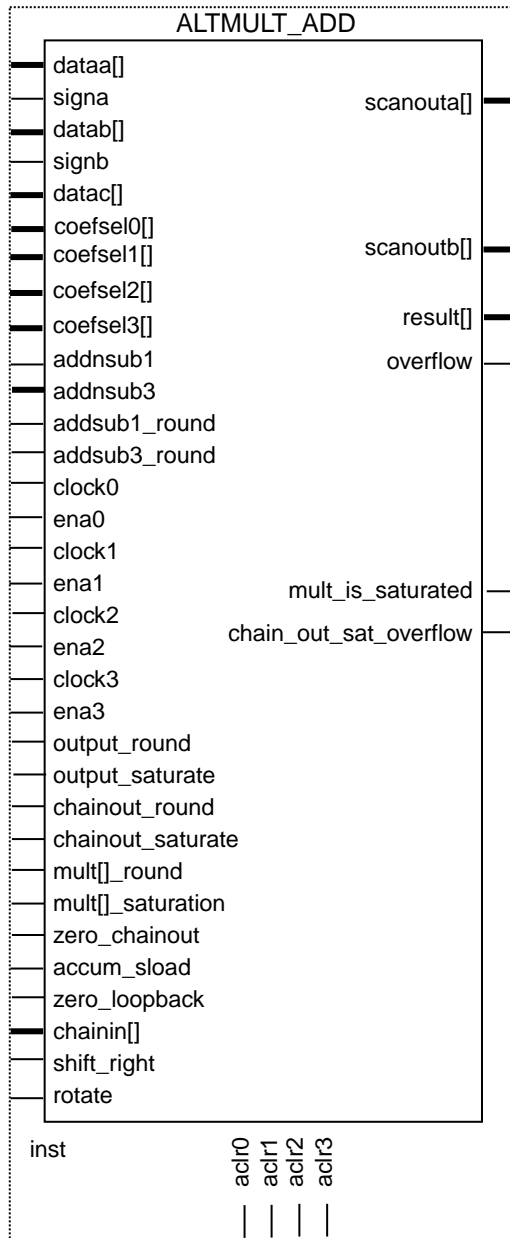 ALTMULT_ADD
dataa[]
signa
datab[]
signb
datac[]
coefsel0[]
coefsel1[]
coefsel2[]
coefsel3[]
addnsub1
addnsub3
addsub1_round
addsub3_round
clock0
ena0
clock1
ena1
clock2
ena2
clock3
ena3
output_round
output_saturate
chainout_round
chainout_saturate
mult[]_round
mult[]_saturation
zero_chainout
accum_sload
zero_loopback
chainin[]
shift_right
rotate
scanouta[]
scanoutb[]
result[]
overflow
mult_is_saturated
chain_out_sat_overflow
inst
aclr0
aclr1
aclr2
aclr3